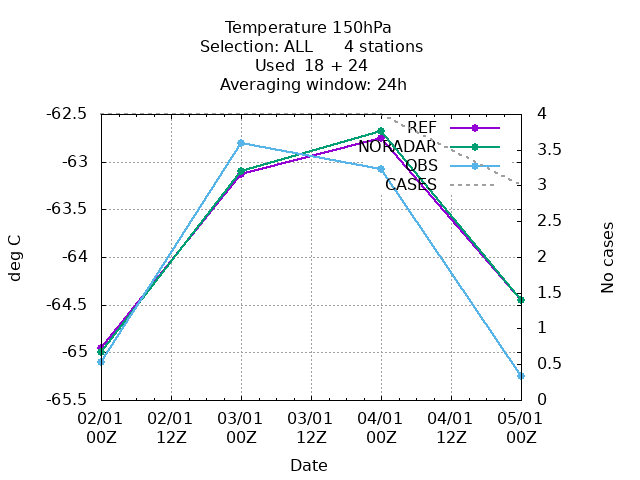 Temperature 150hPa
Selection: ALL 4 stations
Used 18 + 24
Averaging window: 24h
-62.5
-63
-63.5
-64
-64.5
-65
-65.5
deg C
4
3.5
3
2.5
2
1.5
1
0.5
0
No cases
REF
NORADAR
OBS
CASES
02/01 02/01 03/01 03/01 04/01 04/01 05/01
00Z 12Z 00Z 12Z 00Z 12Z 00Z
Date